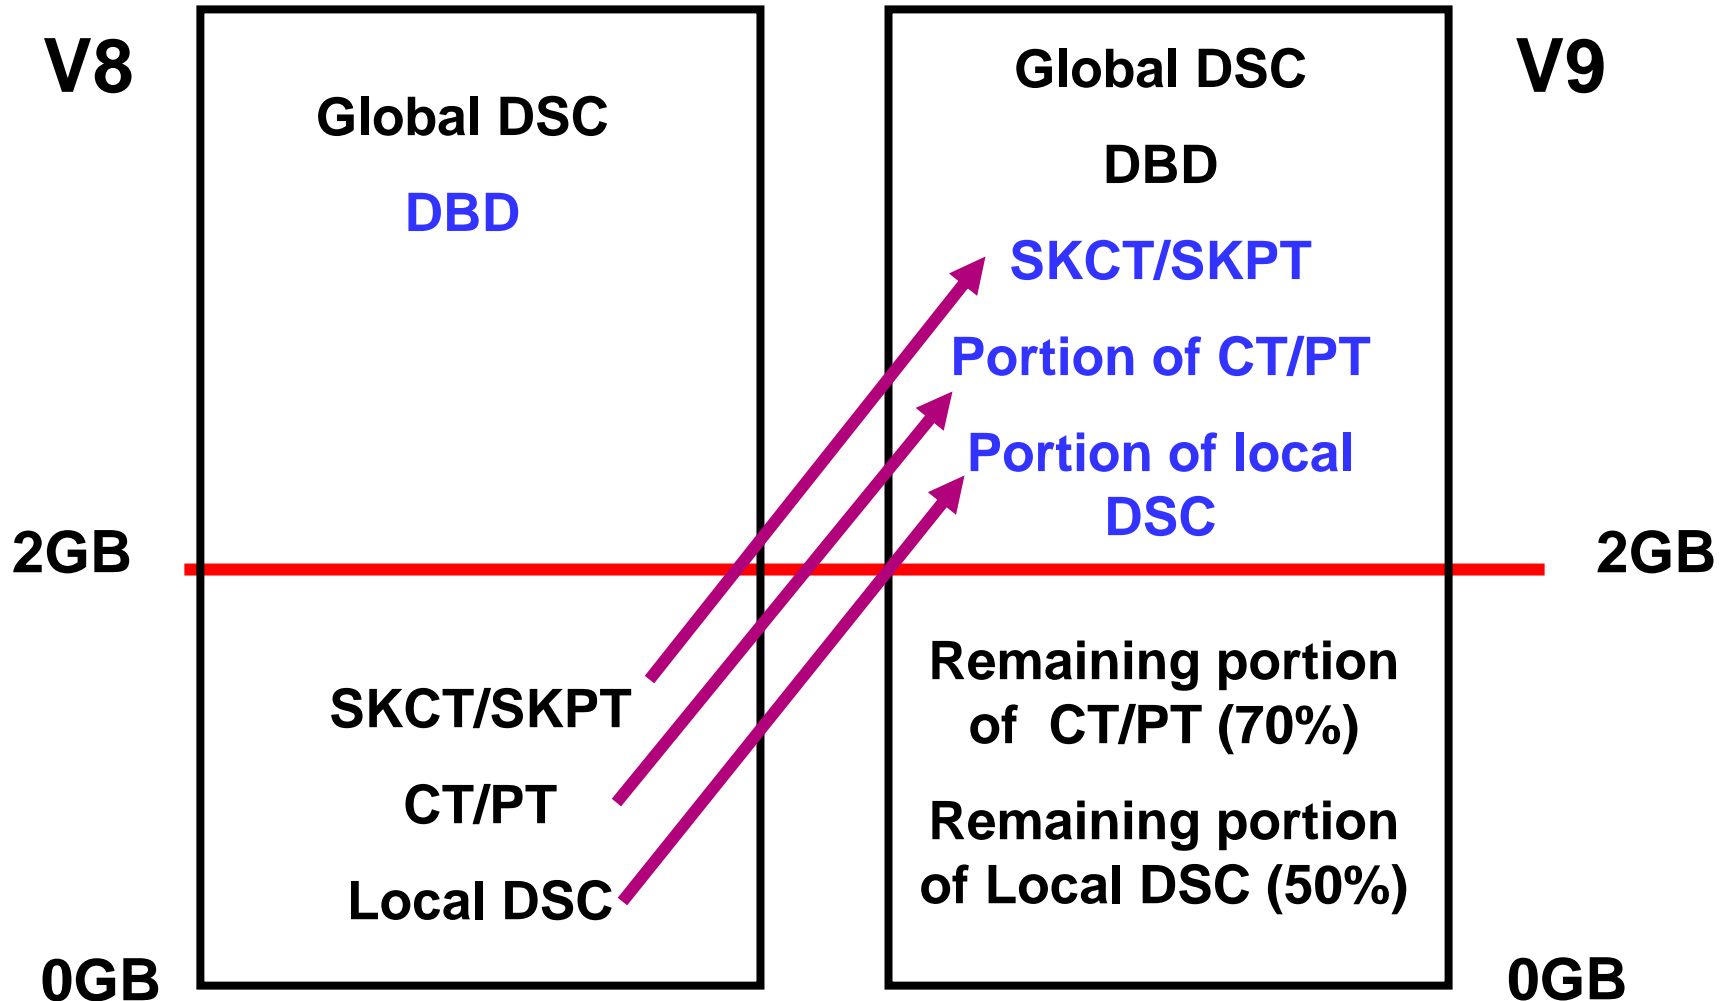 V8
Global DSC
DBD
2GB
SKCT/SKPT
CT/PT
Local DSC
0GB
V9
Global DSC
DBD
SKCT/SKPT
Portion of CT/PT
Portion of local
DSC
2GB
Remaining portion
of CT/PT (70%)
Remaining portion
of Local DSC (50%)
0GB